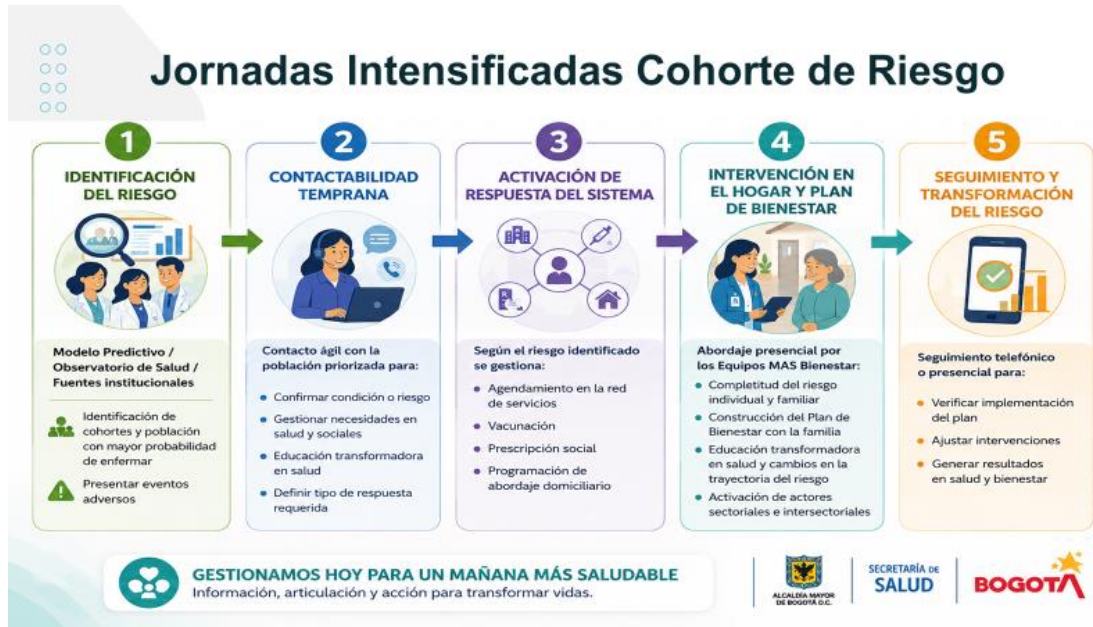 Jornadas Intensificadas Cohorte de Riesgo
1
IDENTIFICACIÓN
DEL RIESGO
Modelo Predictivo /
Observatorio de Salud /
Fuentes institucionales
Identificación de
cohortes y población
con mayor probabilidad
de enfermar
Presentar eventos
adversos
2
CONTACTABILIDAD
TEMPRANA
Contacto ágil con la
población priorizada para:
• Confirmar condición o riesgo
• Gestionar necesidades en
salud y sociales
• Educación transformadora
en salud
• Definir tipo de respuesta
requerida
3
ACTIVACIÓN DE
RESPUESTA DEL SISTEMA
Según el riesgo identificado
se gestiona:
• Agendamiento en la red
de servicios
• Vacunación
• Prescripción social
• Programación de
abordaje domiciliario
4
INTERVENCIÓN EN
EL HOGAR Y PLAN
DE BIENESTAR
Abordaje presencial por
los Equipos MAS Bienestar:
• Completitud del riesgo
individual y familiar
• Construcción del Plan de
Bienestar con la familia
• Educación transformadora
en salud y cambios en la
trayectoria del riesgo
• Activación de actores
sectoriales e intersectoriales
5
SEGUIMIENTO Y
TRANSFORMACIÓN
DEL RIESGO
Seguimiento telefónico
o presencial para:
• Verificar implementación
del plan
• Ajustar intervenciones
• Generar resultados
en salud y bienestar
GESTIONAMOS HOY PARA UN MAÑANA MÁS SALUDABLE
Información, articulación y acción para transformar vidas.
ALCALDÍA MAYOR
DE BOGOTÁ D.C.
SECRETARÍA DE
SALUD
BOGOTÁ